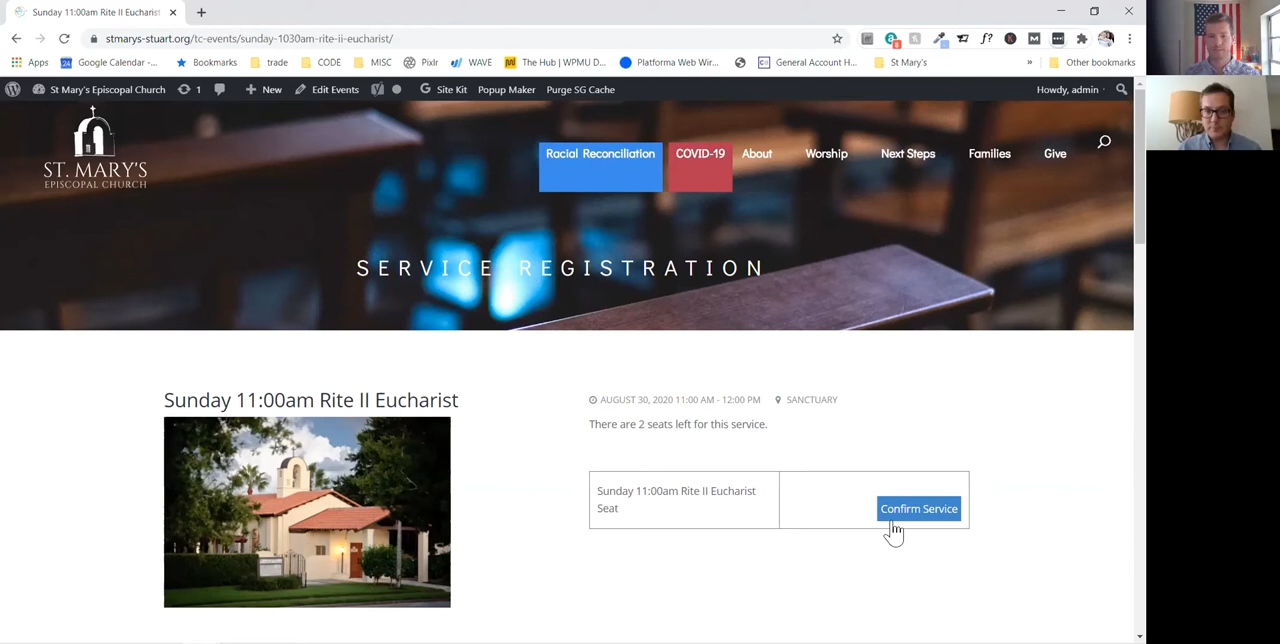 Sunday 11:00am Rite II Eucharist
stmarys-stuart.org/tc-events/sunday-1030am-rite-ii-eucharist/
Apps Google Calendar -... Bookmarks trade CODE MISC Pixlr WAVE The Hub | WPMU D... Platforma Web Wir... General Account H... St Mary's » Other bookmarks
St Mary's Episcopal Church 1 New Edit Events Site Kit Popup Maker Purge SG Cache Howdy, admin
ST. MARY'S
EPISCOPAL CHURCH
Racial Reconciliation COVID-19 About Worship Next Steps Families Give
SERVICE REGISTRATION
Sunday 11:00am Rite II Eucharist
AUGUST 30, 2020 11:00 AM - 12:00 PM SANCTUARY
There are 2 seats left for this service.
Sunday 11:00am Rite II Eucharist
Seat
Confirm Service